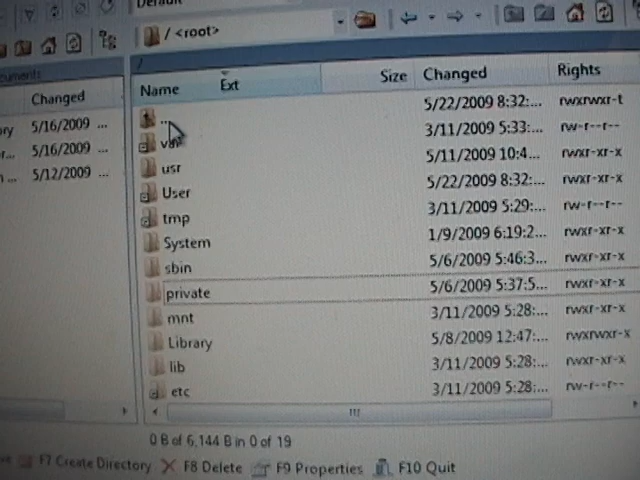 Default
/ <root>
/
Changed
5/16/2009 ...
5/16/2009 ...
5/12/2009 ...
Name Ext Size Changed Rights
.. 5/22/2009 8:32:... rwxrwxr-t
var 3/11/2009 5:33:... rw-r--r--
usr 5/11/2009 10:4... rwxr-xr-x
User 5/22/2009 8:32:... rwxr-xr-x
tmp 3/11/2009 5:29:... rw-r--r--
System 1/9/2009 6:19:2... rwxr-xr-x
sbin 5/6/2009 5:46:3... rwxr-xr-x
private 5/6/2009 5:37:5... rwxr-xr-x
mnt 3/11/2009 5:28:... rwxr-xr-x
Library 5/8/2009 12:47:... rwxrwxr-x
lib 3/11/2009 5:28:... rwxr-xr-x
etc 3/11/2009 5:28:... rw-r--r--
0 B of 6,144 B in 0 of 19
F7 Create Directory F8 Delete F9 Properties F10 Quit